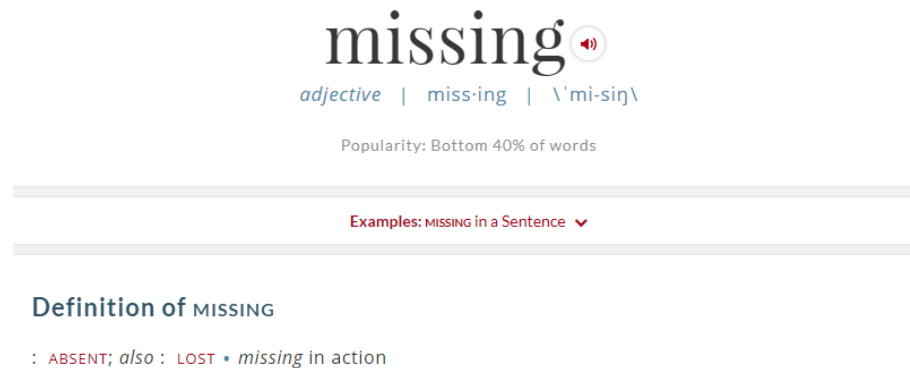 missing
adjective | miss·ing | \ˈmi-siŋ\
Popularity: Bottom 40% of words
Examples: MISSING in a Sentence
Definition of MISSING
: ABSENT; also : LOST • missing in action